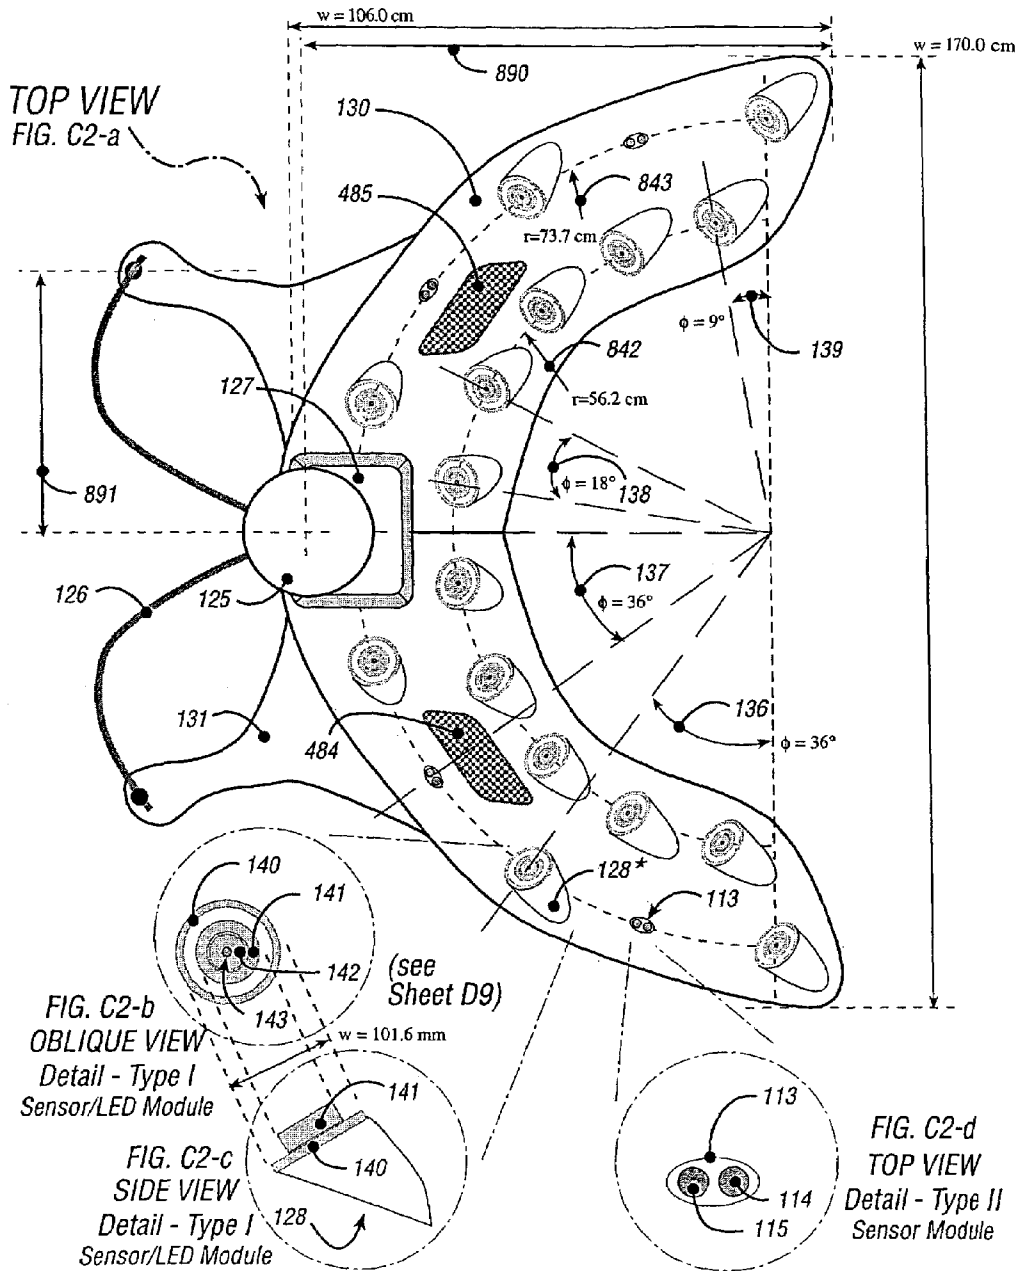 w = 106.0 cm
w = 170.0 cm
890
TOP VIEW
FIG. C2-a
130
485
843
r=73.7 cm
ϕ = 9°
139
842
127
r=56.2 cm
891
ϕ = 18°
138
126
125
137
ϕ = 36°
131
484
136
ϕ = 36°
128*
113
140
141
142
143
(see
Sheet D9)
FIG. C2-b
OBLIQUE VIEW
Detail - Type I
Sensor/LED Module
w = 101.6 mm
141
140
FIG. C2-c
SIDE VIEW
Detail - Type I
Sensor/LED Module
128
113
114
115
FIG. C2-d
TOP VIEW
Detail - Type II
Sensor Module